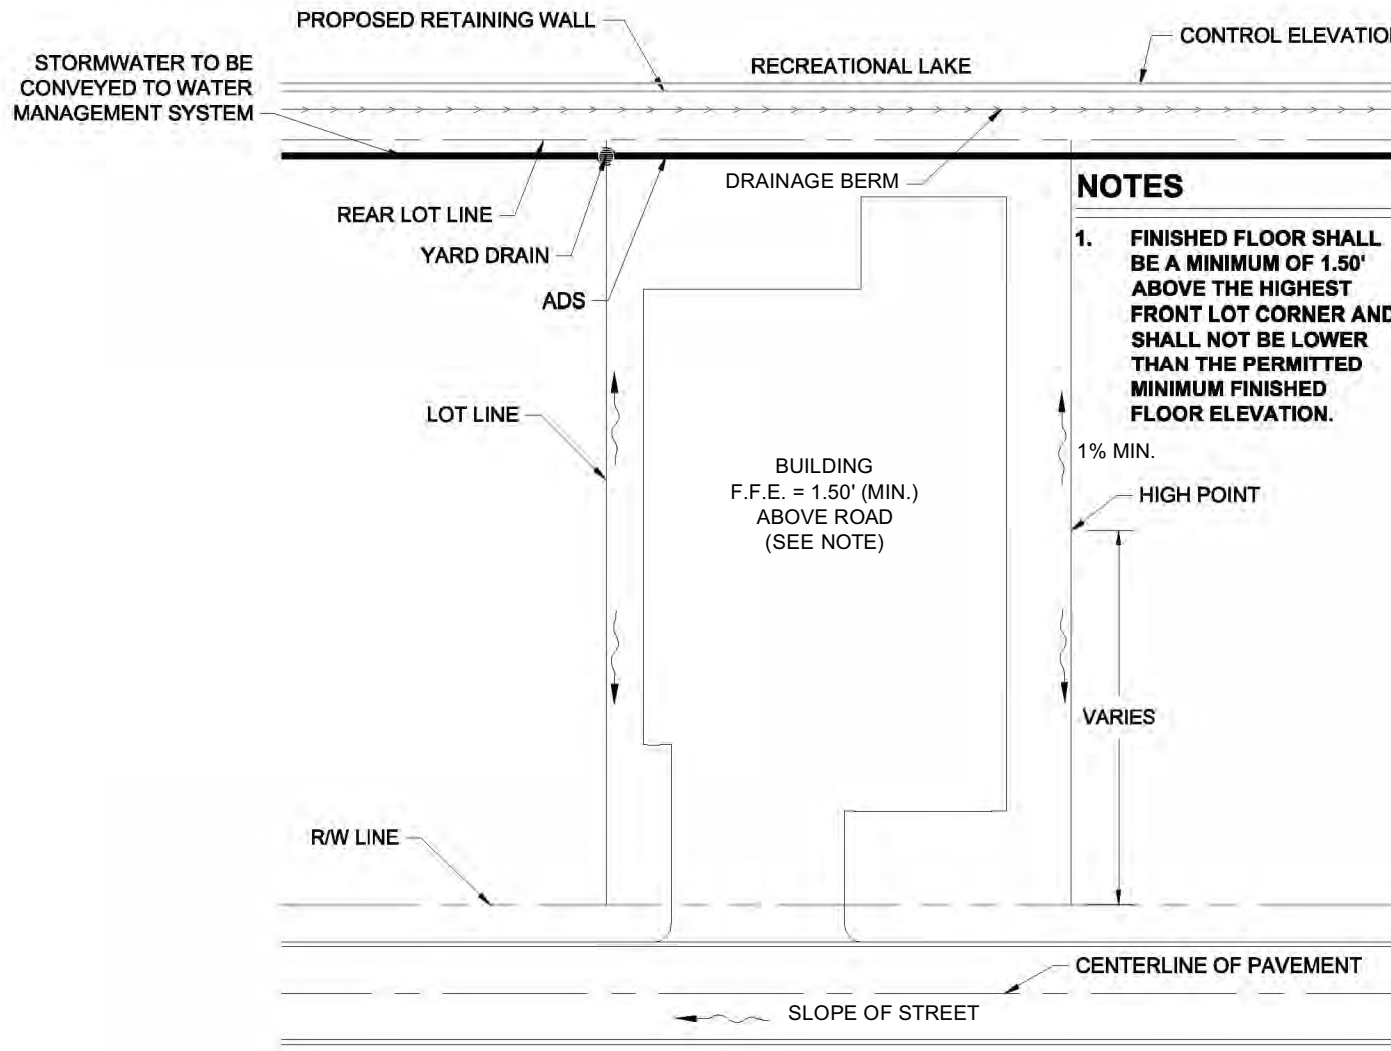 PROPOSED RETAINING WALL
CONTROL ELEVATION
STORMWATER TO BE
CONVEYED TO WATER
MANAGEMENT SYSTEM
RECREATIONAL LAKE
DRAINAGE BERM
REAR LOT LINE
YARD DRAIN
ADS
NOTES
1. FINISHED FLOOR SHALL
BE A MINIMUM OF 1.50'
ABOVE THE HIGHEST
FRONT LOT CORNER AND
SHALL NOT BE LOWER
THAN THE PERMITTED
MINIMUM FINISHED
FLOOR ELEVATION.
LOT LINE
1% MIN.
BUILDING
F.F.E. = 1.50' (MIN.)
ABOVE ROAD
(SEE NOTE)
HIGH POINT
VARIES
R/W LINE
CENTERLINE OF PAVEMENT
SLOPE OF STREET